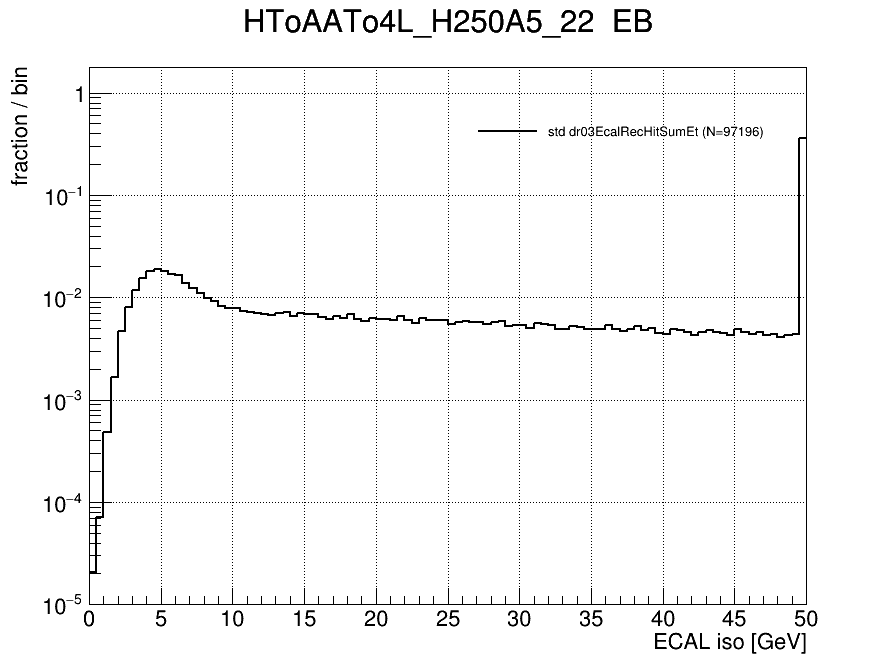 HToAATo4L_H250A5_22 EB
fraction / bin
std dr03EcalRecHitSumEt (N=97196)
1
10⁻¹
10⁻²
10⁻³
10⁻⁴
10⁻⁵
0 5 10 15 20 25 30 35 40 45 50
ECAL iso [GeV]